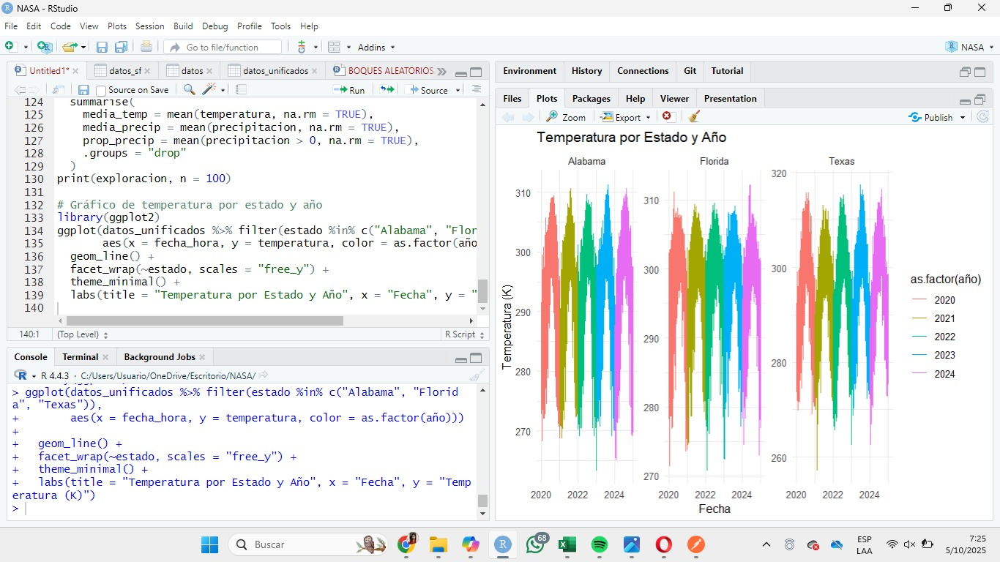 NASA - RStudio
File Edit Code View Plots Session Build Debug Profile Tools Help
Go to file/function Addins NASA
Untitled1* datos_sf datos datos_unificados BOQUES ALEATORIOS
Source on Save Run Source
124 summarise(
125 media_temp = mean(temperatura, na.rm = TRUE),
126 media_precip = mean(precipitacion, na.rm = TRUE),
127 prop_precip = mean(precipitacion > 0, na.rm = TRUE),
128 .groups = "drop"
129 )
130 print(exploracion, n = 100)
131
132 # Gráfico de temperatura por estado y año
133 library(ggplot2)
134 ggplot(datos_unificados %>% filter(estado %in% c("Alabama", "Flor
135 aes(x = fecha_hora, y = temperatura, color = as.factor(año
136 geom_line() +
137 facet_wrap(~estado, scales = "free_y") +
138 theme_minimal() +
139 labs(title = "Temperatura por Estado y Año", x = "Fecha", y = "
140
140:1 (Top Level) R Script
Console Terminal Background Jobs
R 4.4.3 · C:/Users/Usuario/OneDrive/Escritorio/NASA/
> ggplot(datos_unificados %>% filter(estado %in% c("Alabama", "Florid
a", "Texas")),
+ aes(x = fecha_hora, y = temperatura, color = as.factor(año)))
+
+ geom_line() +
+ facet_wrap(~estado, scales = "free_y") +
+ theme_minimal() +
+ labs(title = "Temperatura por Estado y Año", x = "Fecha", y = "Temp
eratura (K)")
>
Environment History Connections Git Tutorial
Files Plots Packages Help Viewer Presentation
Zoom Export Publish
Temperatura por Estado y Año
Alabama Florida Texas
Temperatura (K)
310
300
290
280
270
310
300
290
280
270
320
300
280
260
2020 2022 2024 2020 2022 2024 2020 2022 2024
Fecha
as.factor(año)
2020
2021
2022
2023
2024
Buscar
68
ESP
LAA
7:25
5/10/2025